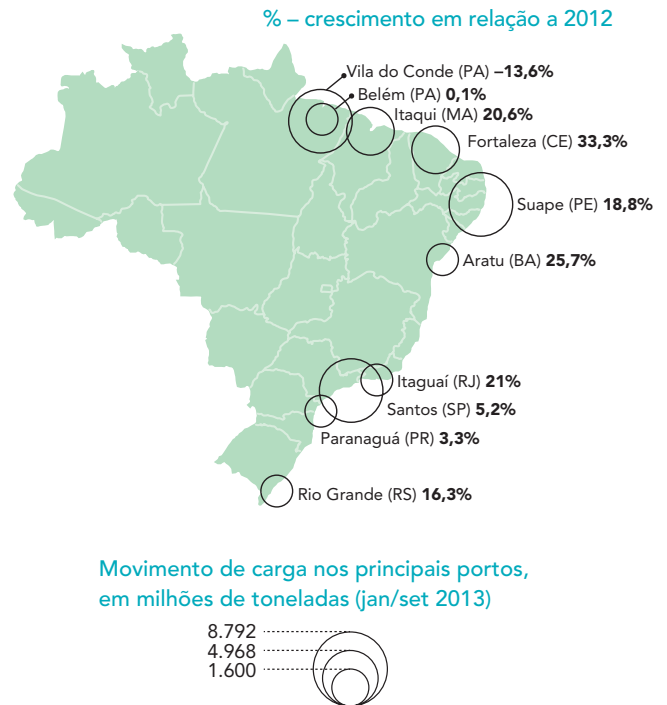 % – crescimento em relação a 2012
Vila do Conde (PA) –13,6%
Belém (PA) 0,1%
Itaqui (MA) 20,6%
Fortaleza (CE) 33,3%
Suape (PE) 18,8%
Aratu (BA) 25,7%
Itaguaí (RJ) 21%
Santos (SP) 5,2%
Paranaguá (PR) 3,3%
Rio Grande (RS) 16,3%
Movimento de carga nos principais portos,
em milhões de toneladas (jan/set 2013)
8.792
4.968
1.600